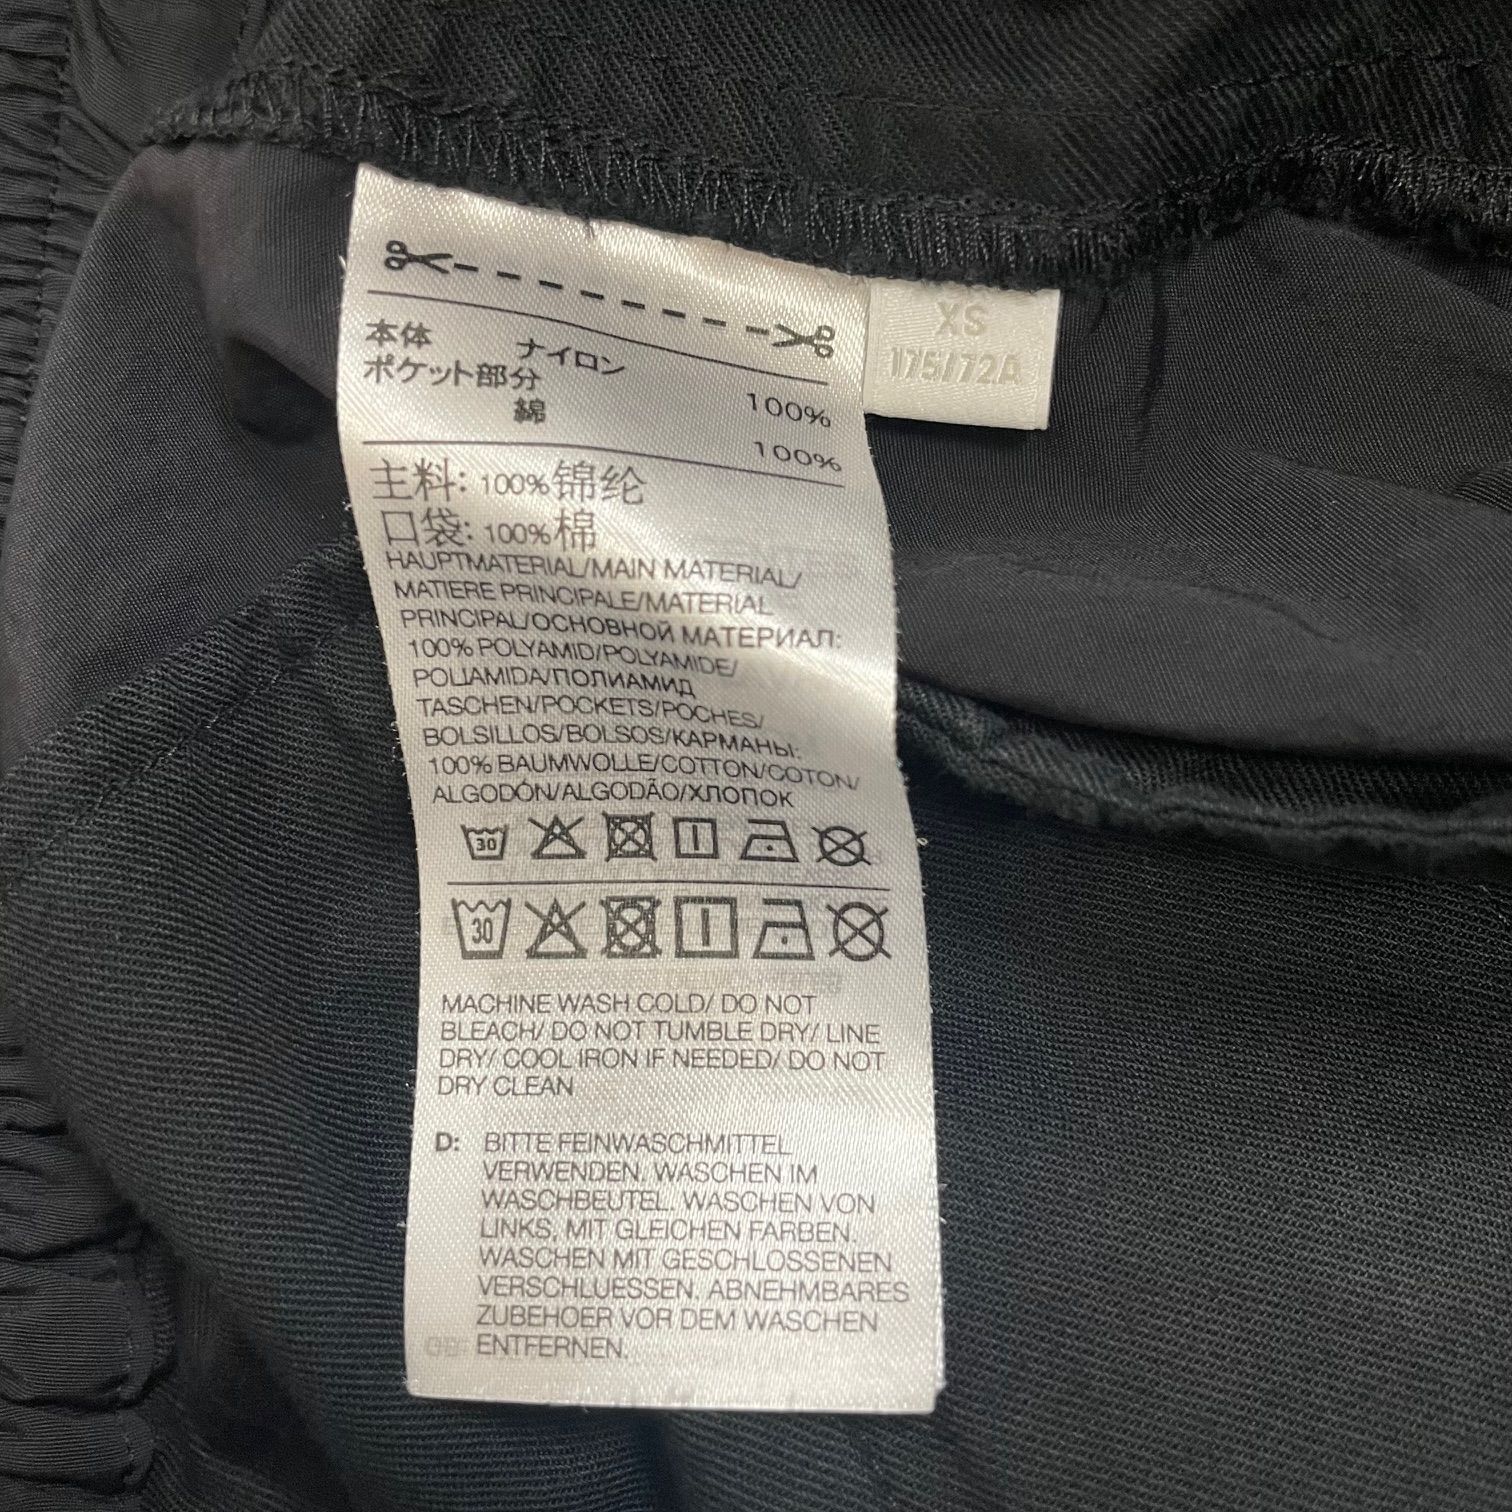 XS
175/72A
本体
ナイロン 100%
ポケット部分
綿 100%
主料: 100%锦纶
口袋: 100%棉
HAUPTMATERIAL/MAIN MATERIAL/
MATIERE PRINCIPALE/MATERIAL
PRINCIPAL/ОСНОВНОЙ МАТЕРИАЛ:
100% POLYAMID/POLYAMIDE/
POLIAMIDA/ПОЛИАМИД
TASCHEN/POCKETS/POCHES/
BOLSILLOS/BOLSOS/КАРМАНЫ:
100% BAUMWOLLE/COTTON/COTON/
ALGODÓN/ALGODÃO/ХЛОПОК
30
30
MACHINE WASH COLD/ DO NOT
BLEACH/ DO NOT TUMBLE DRY/ LINE
DRY/ COOL IRON IF NEEDED/ DO NOT
DRY CLEAN
D: BITTE FEINWASCHMITTEL
VERWENDEN. WASCHEN IM
WASCHBEUTEL. WASCHEN VON
LINKS, MIT GLEICHEN FARBEN.
WASCHEN MIT GESCHLOSSENEN
VERSCHLUESSEN. ABNEHMBARES
ZUBEHOER VOR DEM WASCHEN
ENTFERNEN.